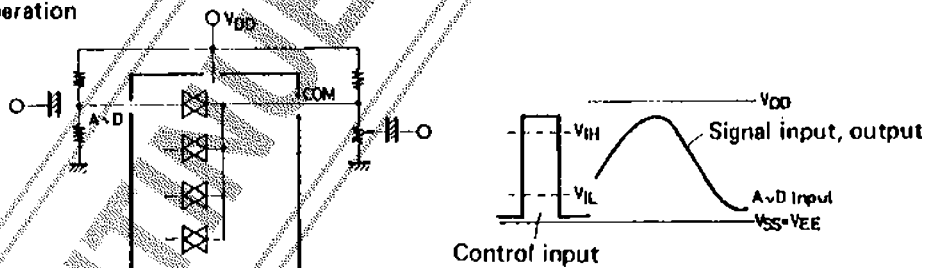 eration
VDD
COM
A~D
VDD
VIH
Signal input, output
VIL
A~D Input
VSS=VEE
Control input